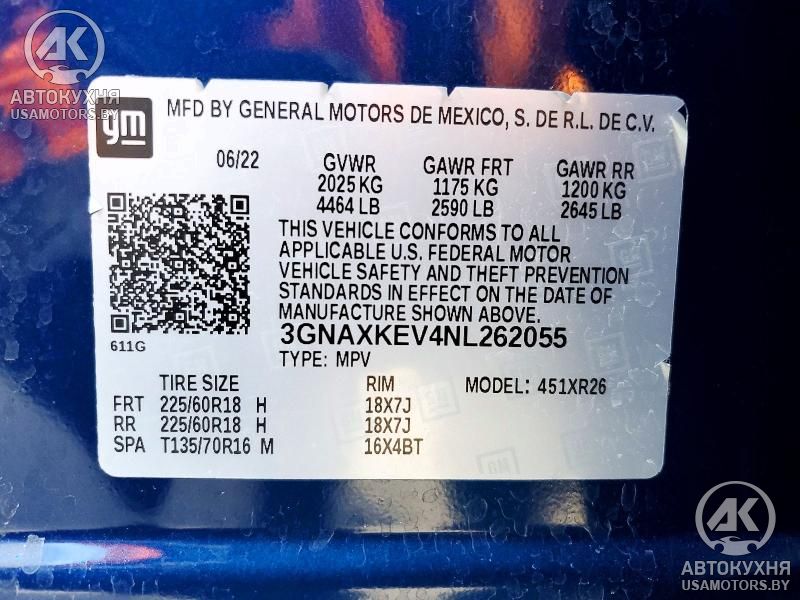 AK
АВТОКУХНЯ
USAMOTORS.BY
gm
MFD BY GENERAL MOTORS DE MEXICO, S. DE R.L. DE C.V.
06/22 GVWR GAWR FRT GAWR RR
2025 KG 1175 KG 1200 KG
4464 LB 2590 LB 2645 LB
THIS VEHICLE CONFORMS TO ALL
APPLICABLE U.S. FEDERAL MOTOR
VEHICLE SAFETY AND THEFT PREVENTION
STANDARDS IN EFFECT ON THE DATE OF
MANUFACTURE SHOWN ABOVE.
611G
3GNAXKEV4NL262055
TYPE: MPV
TIRE SIZE RIM MODEL: 451XR26
FRT 225/60R18 H 18X7J
RR 225/60R18 H 18X7J
SPA T135/70R16 M 16X4BT
GM
AK
АВТОКУХНЯ
USAMOTORS.BY